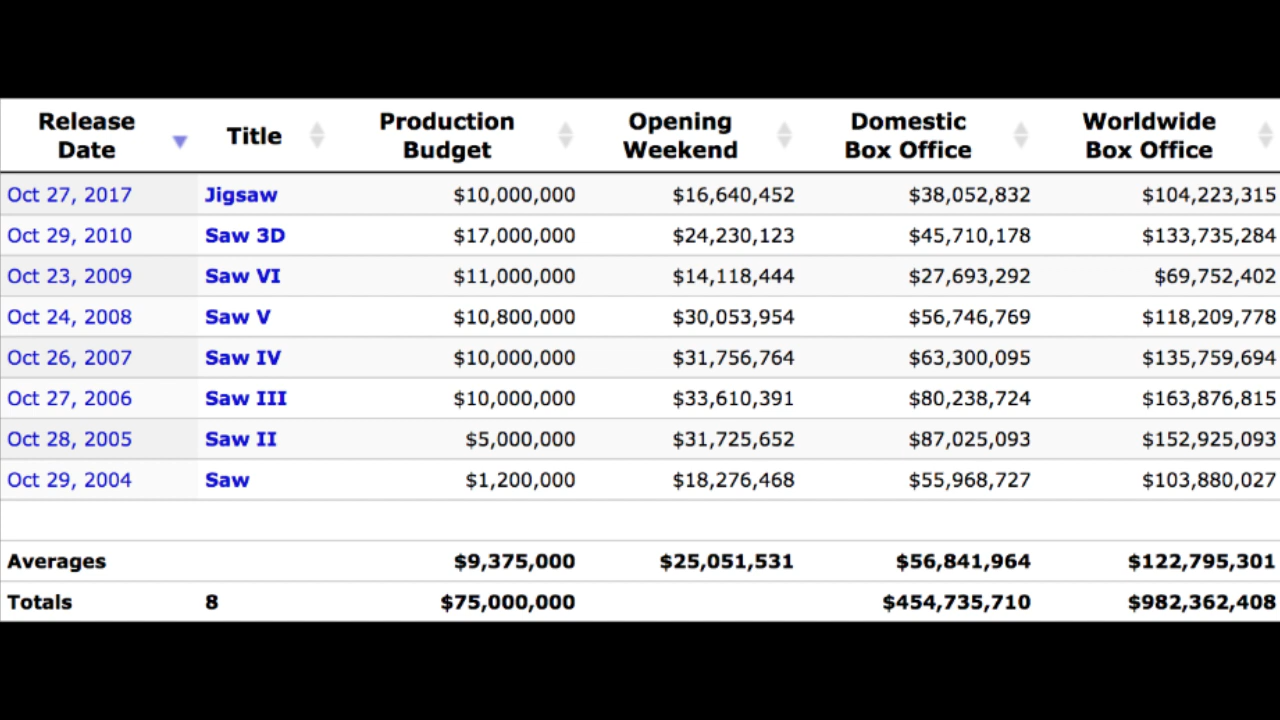 Release Date Title Production Budget Opening Weekend Domestic Box Office Worldwide Box Office
Oct 27, 2017 Jigsaw $10,000,000 $16,640,452 $38,052,832 $104,223,315
Oct 29, 2010 Saw 3D $17,000,000 $24,230,123 $45,710,178 $133,735,284
Oct 23, 2009 Saw VI $11,000,000 $14,118,444 $27,693,292 $69,752,402
Oct 24, 2008 Saw V $10,800,000 $30,053,954 $56,746,769 $118,209,778
Oct 26, 2007 Saw IV $10,000,000 $31,756,764 $63,300,095 $135,759,694
Oct 27, 2006 Saw III $10,000,000 $33,610,391 $80,238,724 $163,876,815
Oct 28, 2005 Saw II $5,000,000 $31,725,652 $87,025,093 $152,925,093
Oct 29, 2004 Saw $1,200,000 $18,276,468 $55,968,727 $103,880,027
Averages $9,375,000 $25,051,531 $56,841,964 $122,795,301
Totals 8 $75,000,000 $454,735,710 $982,362,408